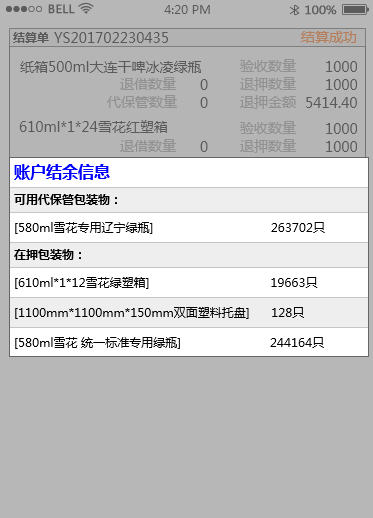 BELL 4:20 PM 100%
结算单 YS201702230435 结算成功
纸箱500ml大连干啤冰凌绿瓶 验收数量 1000
退借数量 0 退押数量 1000
代保管数量 0 退押金额 5414.40
610ml*1*24雪花红塑箱 验收数量 1000
退借数量 0 退押数量 1000
账户结余信息
可用代保管包装物：
[580ml雪花专用辽宁绿瓶] 263702只
在押包装物：
[610ml*1*12雪花绿塑箱] 19663只
[1100mm*1100mm*150mm双面塑料托盘] 128只
[580ml雪花 统一标准专用绿瓶] 244164只